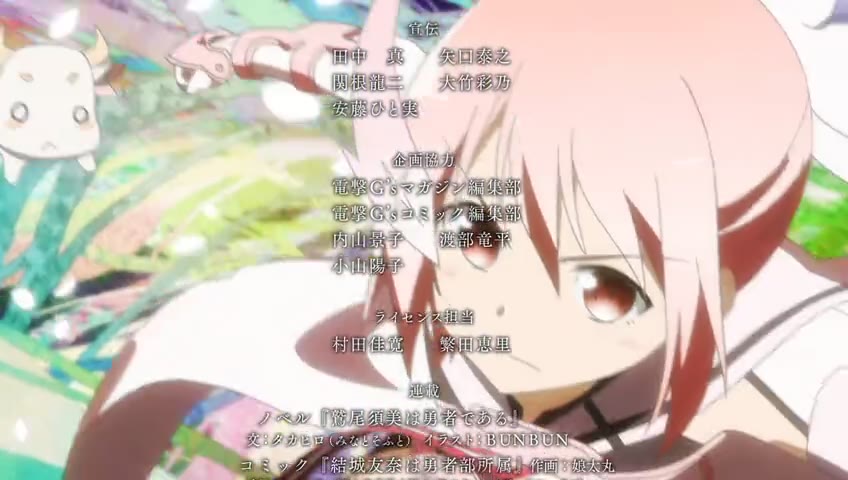 宣伝
田中　真　　矢口泰之
関根龍二　　大竹彩乃
安藤ひと実
企画協力
電撃G'sマガジン編集部
電撃G'sコミック編集部
内山景子　　渡部竜平
小山陽子
ライセンス担当
村田佳寛　　繁田恵里
連載
ノベル『鷲尾須美は勇者である』
文：タカヒロ（みなとそふと）　イラスト：BUNBUN
コミック『結城友奈は勇者部所属』作画：娘太丸